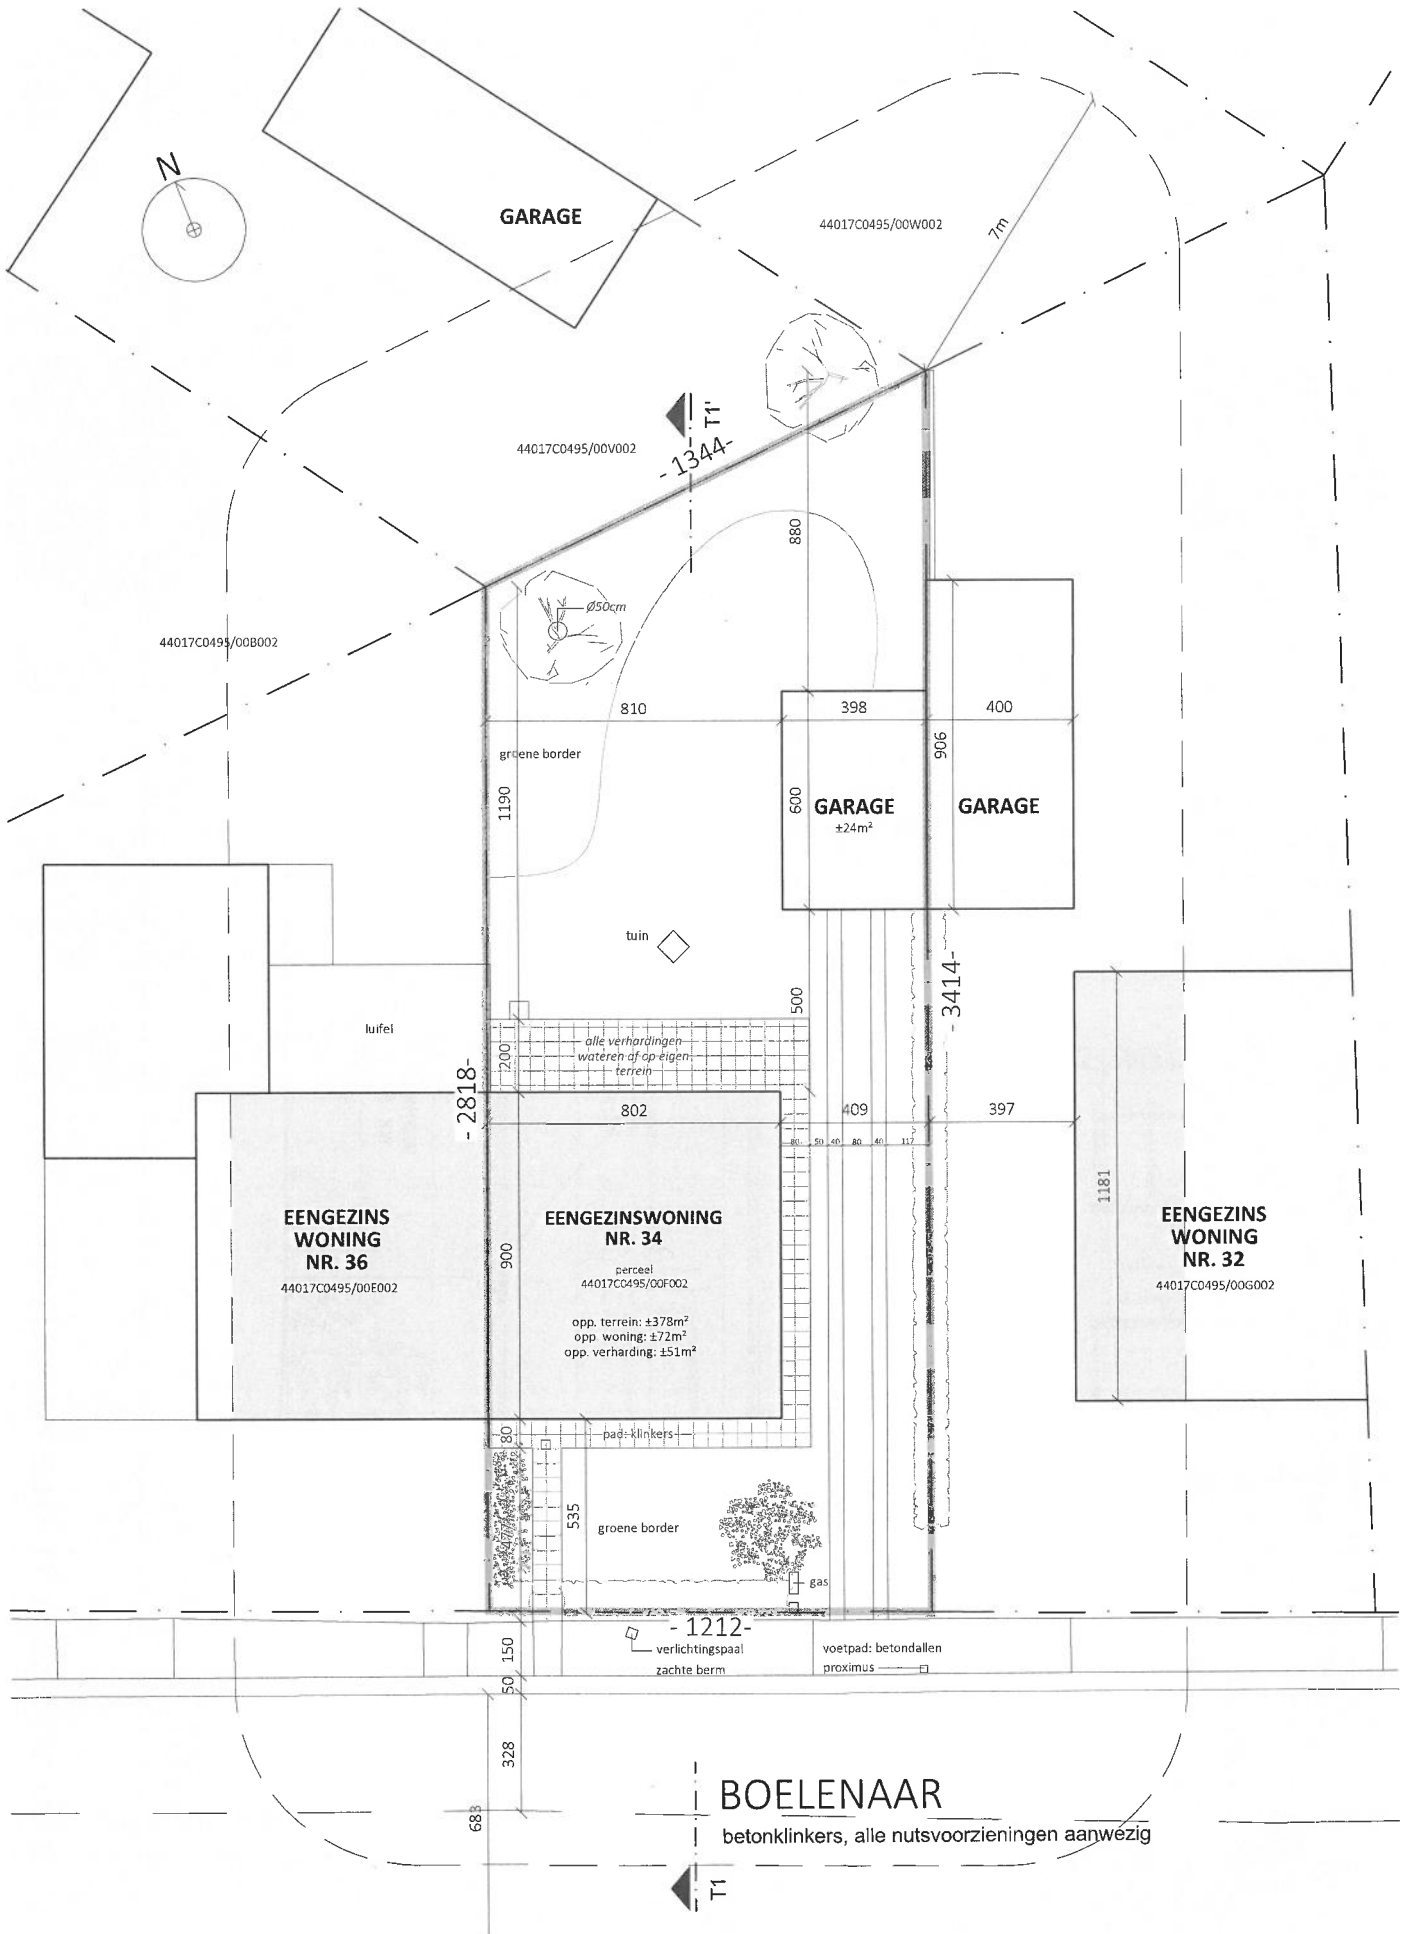 N
GARAGE
44017C0495/00W002
7m
T1'
44017C0495/00V002
- 1344-
880
Ø50cm
44017C0495/00B002
810
398
400
groene border
906
1190
600
GARAGE
±24m²
GARAGE
tuin
500
- 3414-
luifel
alle verhardingen
wateren af op eigen
terrein
200
- 2818-
802
409
397
80
50
40
80
40
117
1181
EENGEZINS
WONING
NR. 36
44017C0495/00E002
EENGEZINSWONING
NR. 34
perceel
44017C0495/00F002
900
opp. terrein: ±378m²
opp. woning: ±72m²
opp. verharding: ±51m²
EENGEZINS
WONING
NR. 32
44017C0495/00G002
80
pad: klinkers
535
groene border
gas
- 1212-
150
verlichtingspaal
zachte berm
voetpad: betondallen
proximus
50
328
683
BOELENAAR
betonklinkers, alle nutsvoorzieningen aanwezig
T1